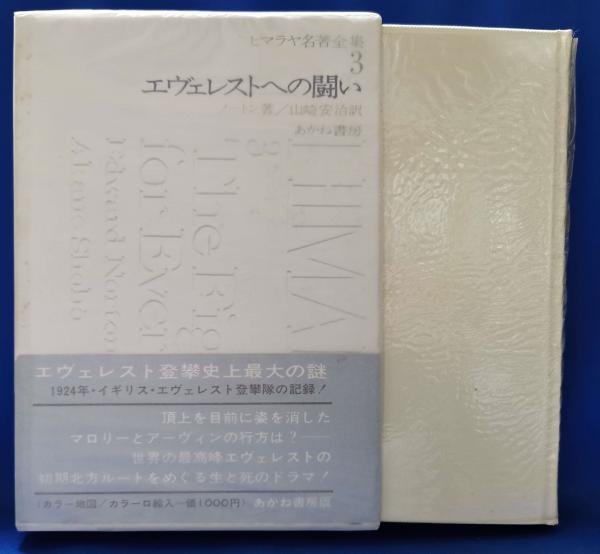 ヒマラヤ名著全集
3
エヴェレストへの闘い
ノートン著／山崎安治訳
あかね書房
HIMA
3
The Fig
for Ever
Edward Norton
Akane Shobō
エヴェレスト登攀史上最大の謎
1924年・イギリス・エヴェレスト登攀隊の記録！
頂上を目前に姿を消した
マロリーとアーヴィンの行方は？――
世界の最高峰エヴェレストの
初期北方ルートをめぐる生と死のドラマ！
（カラー地図／カラー口絵入一価1000円）あかね書房版